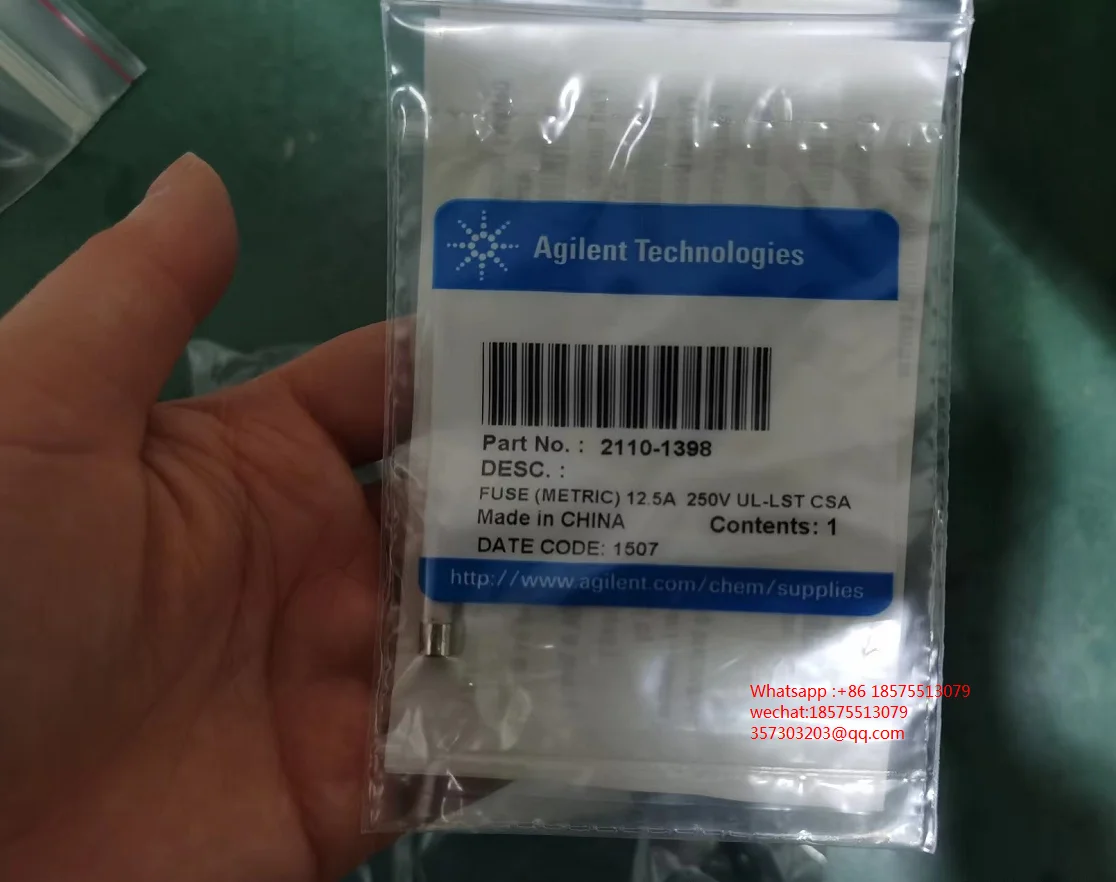 Agilent Technologies
Part No. : 2110-1398
DESC. :
FUSE (METRIC) 12.5A 250V UL-LST CSA
Made in CHINA Contents: 1
DATE CODE: 1507
http://www.agilent.com/chem/supplies
Whatsapp :+86 18575513079
wechat:18575513079
357303203@qq.com